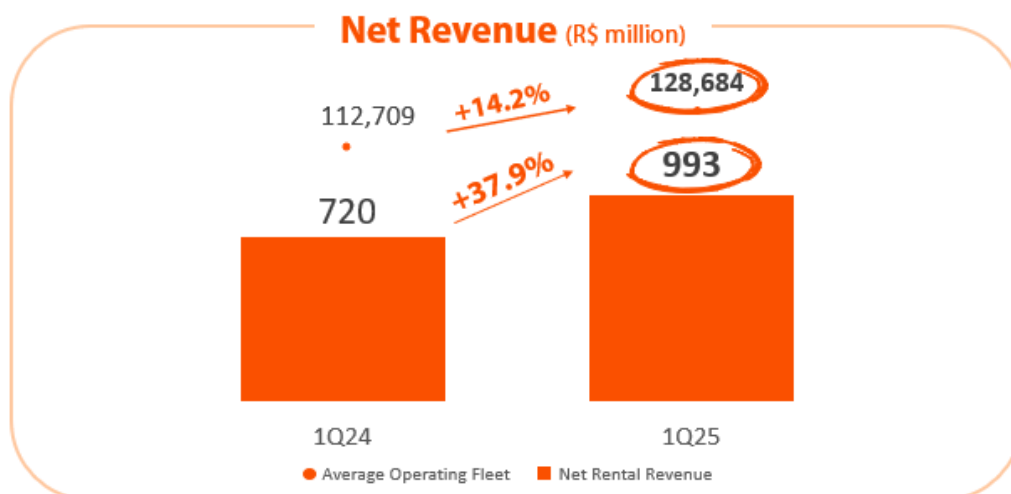 Net Revenue (R$ million)
112,709
+14.2%
128,684
720
+37.9%
993
1Q24
1Q25
Average Operating Fleet
Net Rental Revenue